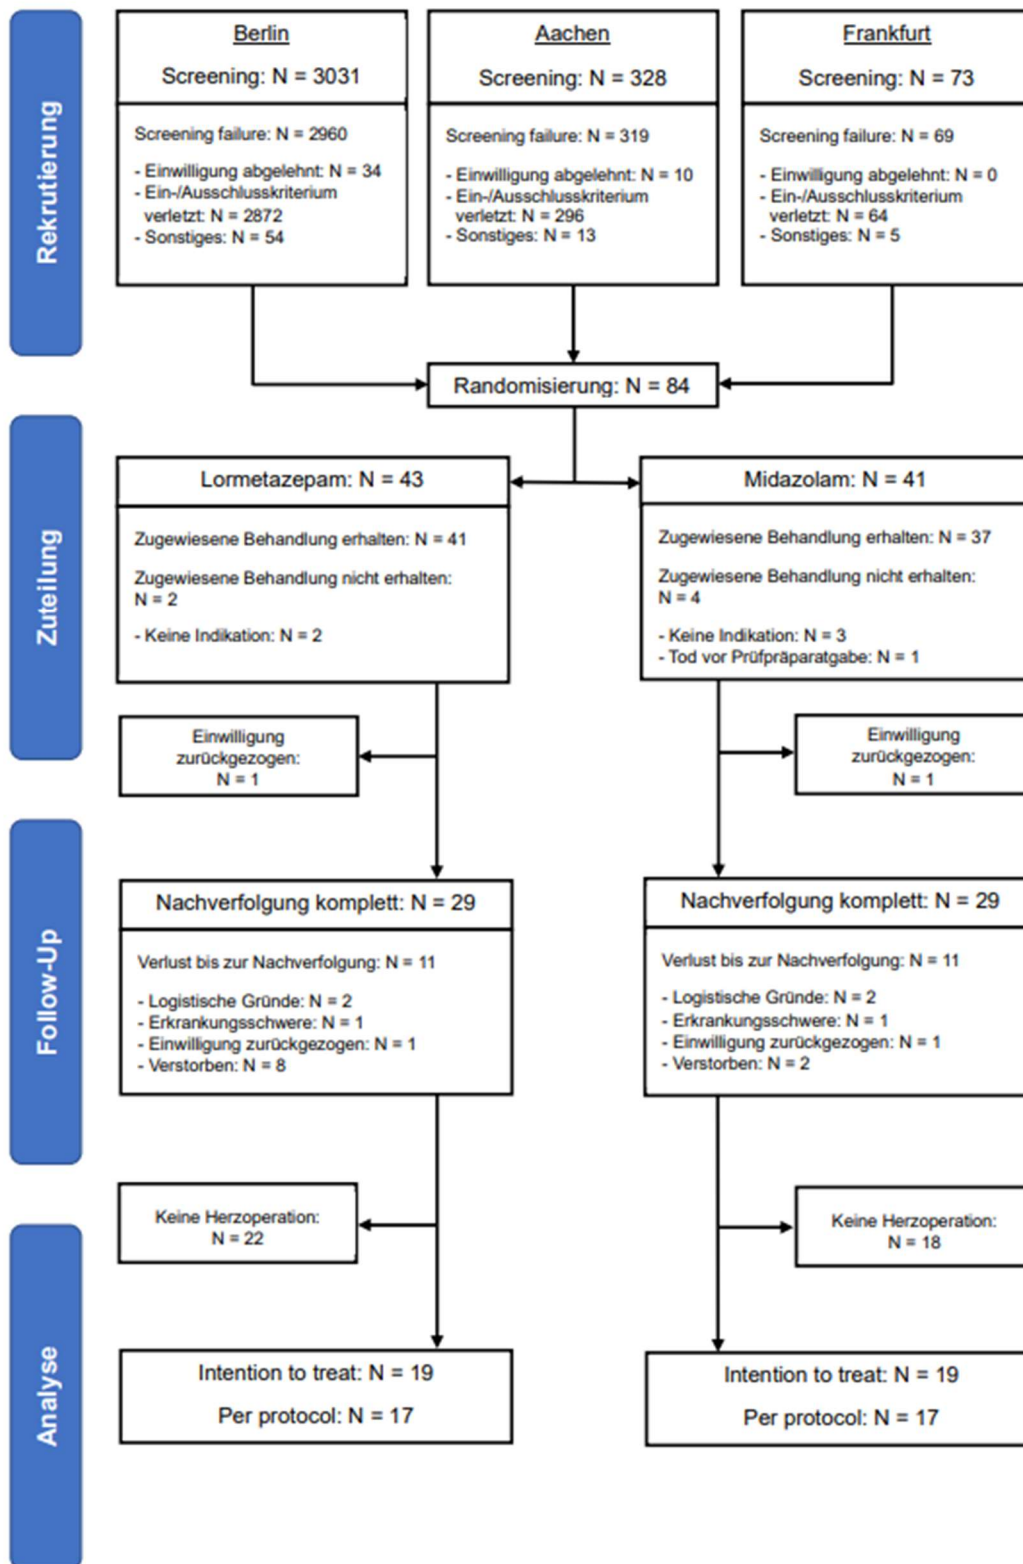 Rekrutierung
Berlin
Screening: N = 3031
Screening failure: N = 2960
- Einwilligung abgelehnt: N = 34
- Ein-/Ausschlusskriterium
verletzt: N = 2872
- Sonstiges: N = 54
Aachen
Screening: N = 328
Screening failure: N = 319
- Einwilligung abgelehnt: N = 10
- Ein-/Ausschlusskriterium
verletzt: N = 296
- Sonstiges: N = 13
Frankfurt
Screening: N = 73
Screening failure: N = 69
- Einwilligung abgelehnt: N = 0
- Ein-/Ausschlusskriterium
verletzt: N = 64
- Sonstiges: N = 5
Randomisierung: N = 84
Zuteilung
Lormetazepam: N = 43
Zugewiesene Behandlung erhalten: N = 41
Zugewiesene Behandlung nicht erhalten:
N = 2
- Keine Indikation: N = 2
Midazolam: N = 41
Zugewiesene Behandlung erhalten: N = 37
Zugewiesene Behandlung nicht erhalten:
N = 4
- Keine Indikation: N = 3
- Tod vor Prüfpräparatgabe: N = 1
Einwilligung
zurückgezogen:
N = 1
Einwilligung
zurückgezogen:
N = 1
Follow-Up
Nachverfolgung komplett: N = 29
Verlust bis zur Nachverfolgung: N = 11
- Logistische Gründe: N = 2
- Erkrankungsschwere: N = 1
- Einwilligung zurückgezogen: N = 1
- Verstorben: N = 8
Nachverfolgung komplett: N = 29
Verlust bis zur Nachverfolgung: N = 11
- Logistische Gründe: N = 2
- Erkrankungsschwere: N = 1
- Einwilligung zurückgezogen: N = 1
- Verstorben: N = 2
Keine Herzoperation:
N = 22
Keine Herzoperation:
N = 18
Analyse
Intention to treat: N = 19
Per protocol: N = 17
Intention to treat: N = 19
Per protocol: N = 17